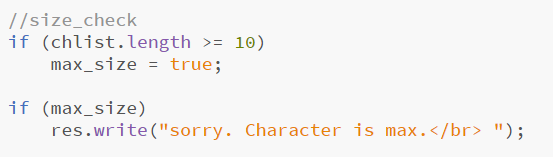 //size_check
if (chlist.length >= 10)
    max_size = true;

if (max_size)
    res.write("sorry. Character is max.</br> ");